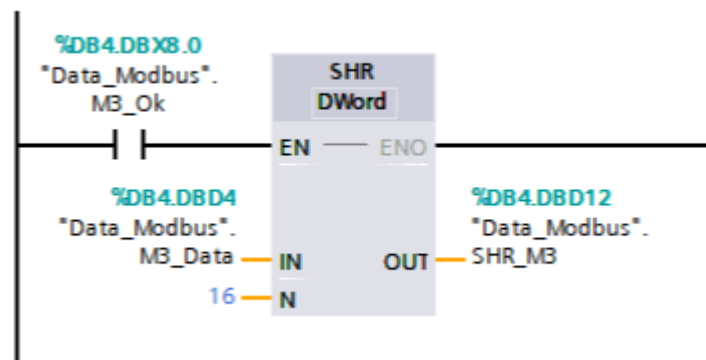 %DB4.DBX8.0
"Data_Modbus".
M3_Ok
SHR
DWord
EN
ENO
%DB4.DBD4
"Data_Modbus".
M3_Data
IN
16
N
%DB4.DBD12
"Data_Modbus".
SHR_M3
OUT